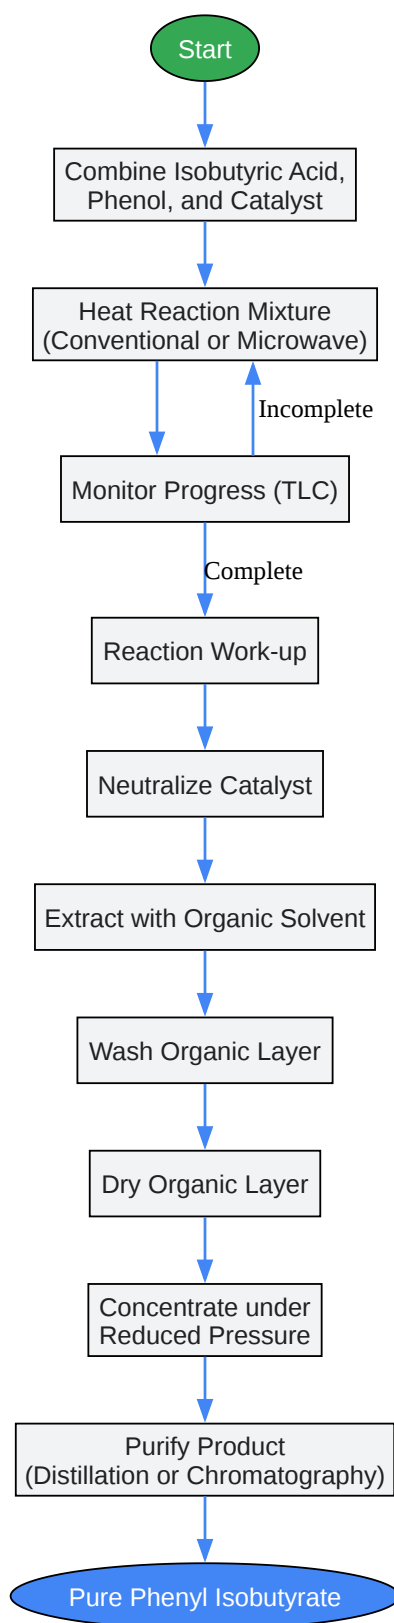 Start
Combine Isobutyric Acid,
Phenol, and Catalyst
Heat Reaction Mixture
(Conventional or Microwave)
Incomplete
Monitor Progress (TLC)
Complete
Reaction Work-up
Neutralize Catalyst
Extract with Organic Solvent
Wash Organic Layer
Dry Organic Layer
Concentrate under
Reduced Pressure
Purify Product
(Distillation or Chromatography)
Pure Phenyl Isobutyrate